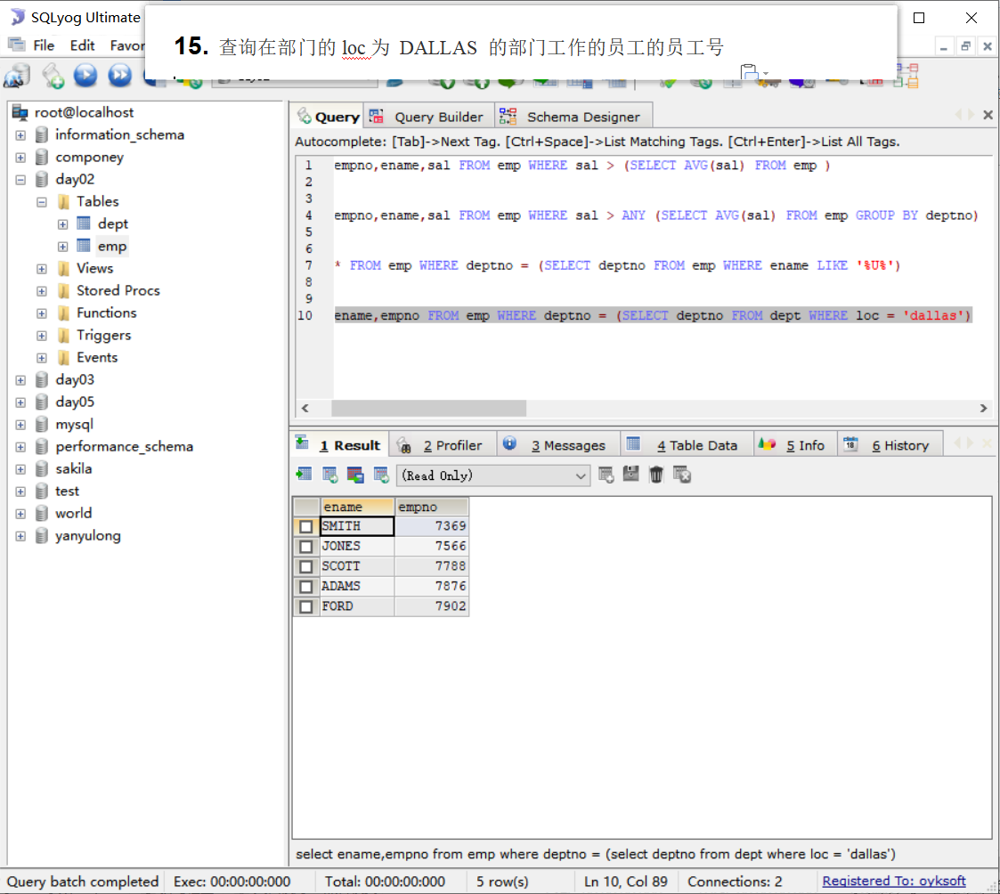 SQLyog Ultimate
15. 查询在部门的 loc 为 DALLAS 的部门工作的员工的员工号
File Edit Favor
root@localhost
information_schema
componey
day02
Tables
dept
emp
Views
Stored Procs
Functions
Triggers
Events
day03
day05
mysql
performance_schema
sakila
test
world
yanyulong
Query Query Builder Schema Designer
Autocomplete: [Tab]->Next Tag. [Ctrl+Space]->List Matching Tags. [Ctrl+Enter]->List All Tags.
1 empno,ename,sal FROM emp WHERE sal > (SELECT AVG(sal) FROM emp )
2
3
4 empno,ename,sal FROM emp WHERE sal > ANY (SELECT AVG(sal) FROM emp GROUP BY deptno)
5
6
7 * FROM emp WHERE deptno = (SELECT deptno FROM emp WHERE ename LIKE '%U%')
8
9
10 ename,empno FROM emp WHERE deptno = (SELECT deptno FROM dept WHERE loc = 'dallas')
1 Result 2 Profiler 3 Messages 4 Table Data 5 Info 6 History
(Read Only)
ename empno
SMITH 7369
JONES 7566
SCOTT 7788
ADAMS 7876
FORD 7902
select ename,empno from emp where deptno = (select deptno from dept where loc = 'dallas')
Query batch completed Exec: 00:00:00:000 Total: 00:00:00:000 5 row(s) Ln 10, Col 89 Connections: 2 Registered To: oyksoft